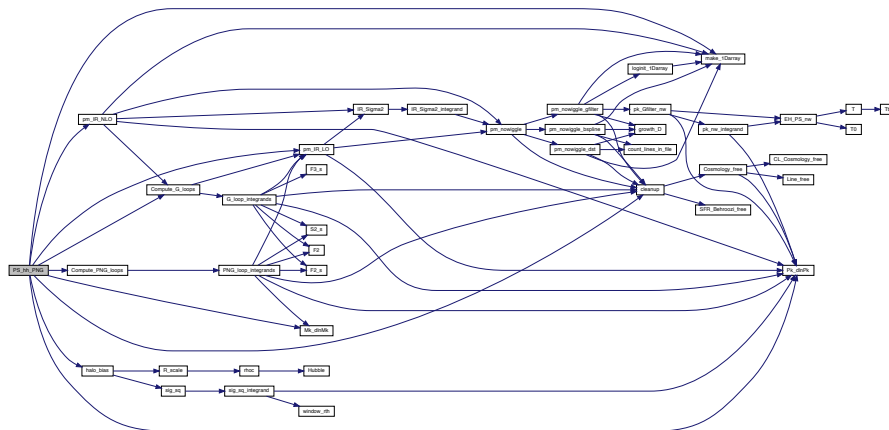 PS_hh_PNG
pm_IR_NLO
Compute_G_loops
Compute_PNG_loops
halo_bias
R_scale
sig_sq
G_loop_integrands
PNG_loop_integrands
rhoc
sig_sq_integrand
pm_IR_LO
F3_s
S2_s
F2
F2_s
Mk_dlnMk
Hubble
window_rth
IR_Sigma2
IR_Sigma2_integrand
pm_nowiggle
pm_nowiggle_gfilter
pm_nowiggle_bspline
pm_nowiggle_dst
loginit_1Darray
pk_Gfilter_nw
growth_D
count_lines_in_file
cleanup
make_1Darray
pk_nw_integrand
Cosmology_free
SFR_Behroozi_free
EH_PS_nw
CL_Cosmology_free
Line_free
Pk_dlnPk
T
T0